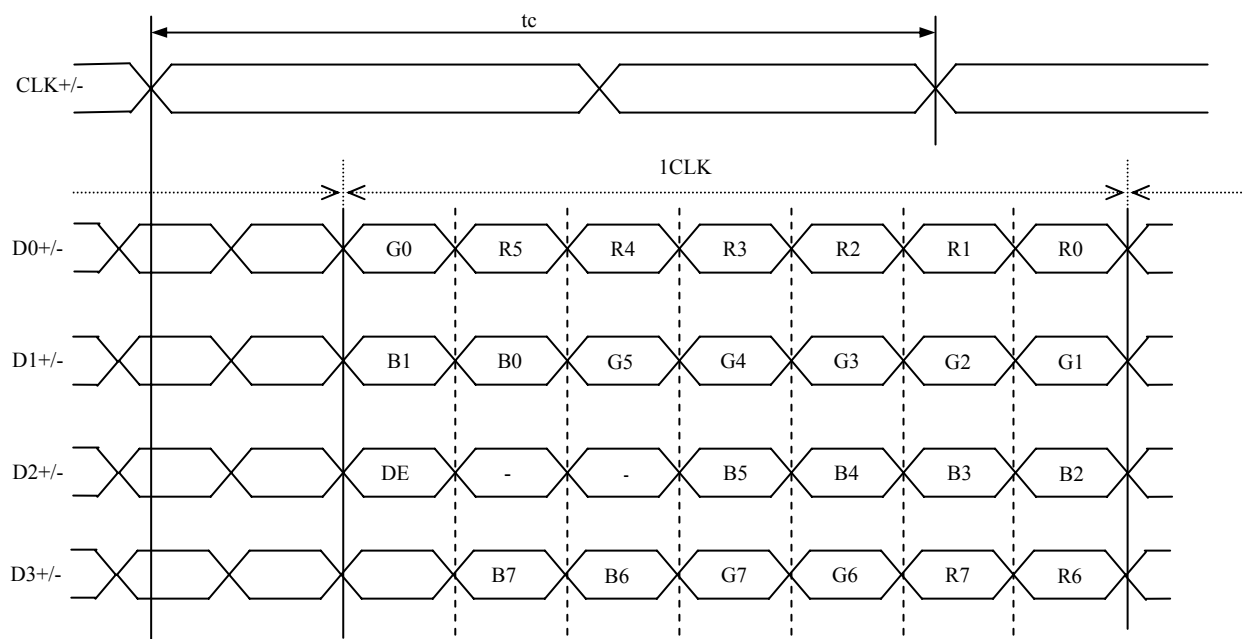 tc
CLK+/-
1CLK
D0+/- G0 R5 R4 R3 R2 R1 R0
D1+/- B1 B0 G5 G4 G3 G2 G1
D2+/- DE - - B5 B4 B3 B2
D3+/- B7 B6 G7 G6 R7 R6